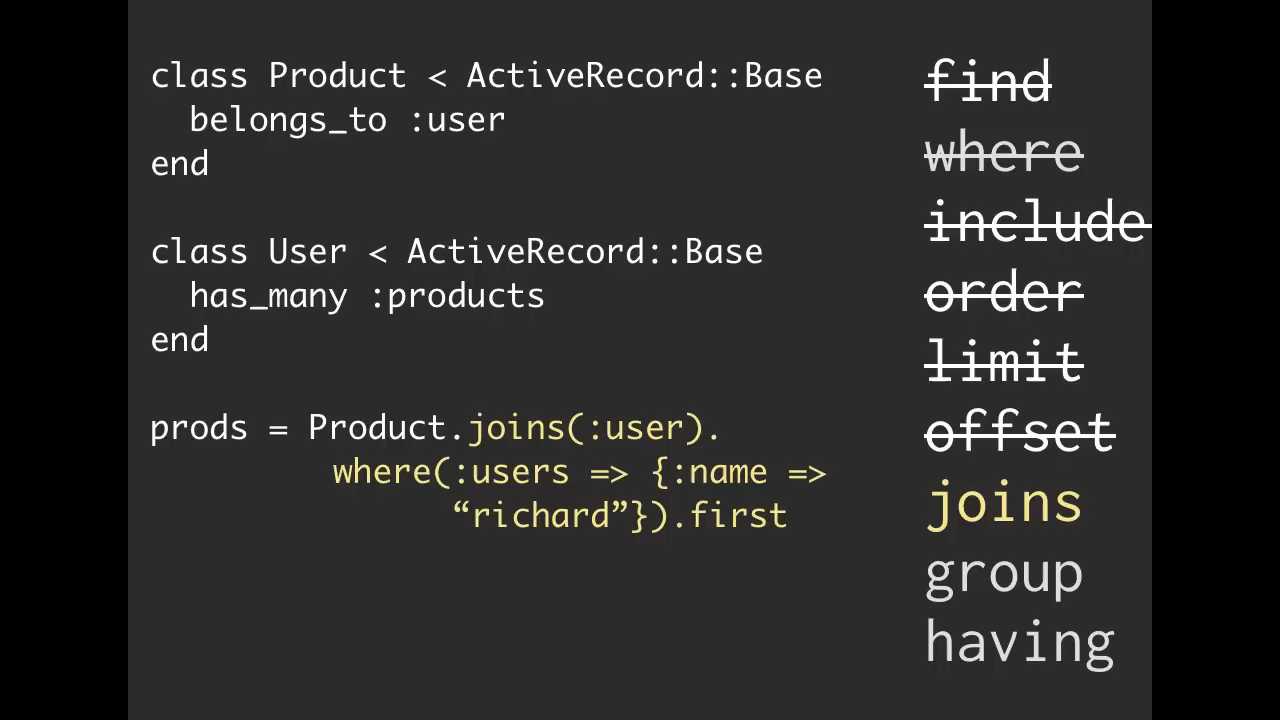 class Product < ActiveRecord::Base
  belongs_to :user
end
class User < ActiveRecord::Base
  has_many :products
end
prods = Product.joins(:user).
where(:users => {:name =>
“richard”}).first
find
where
include
order
limit
offset
joins
group
having